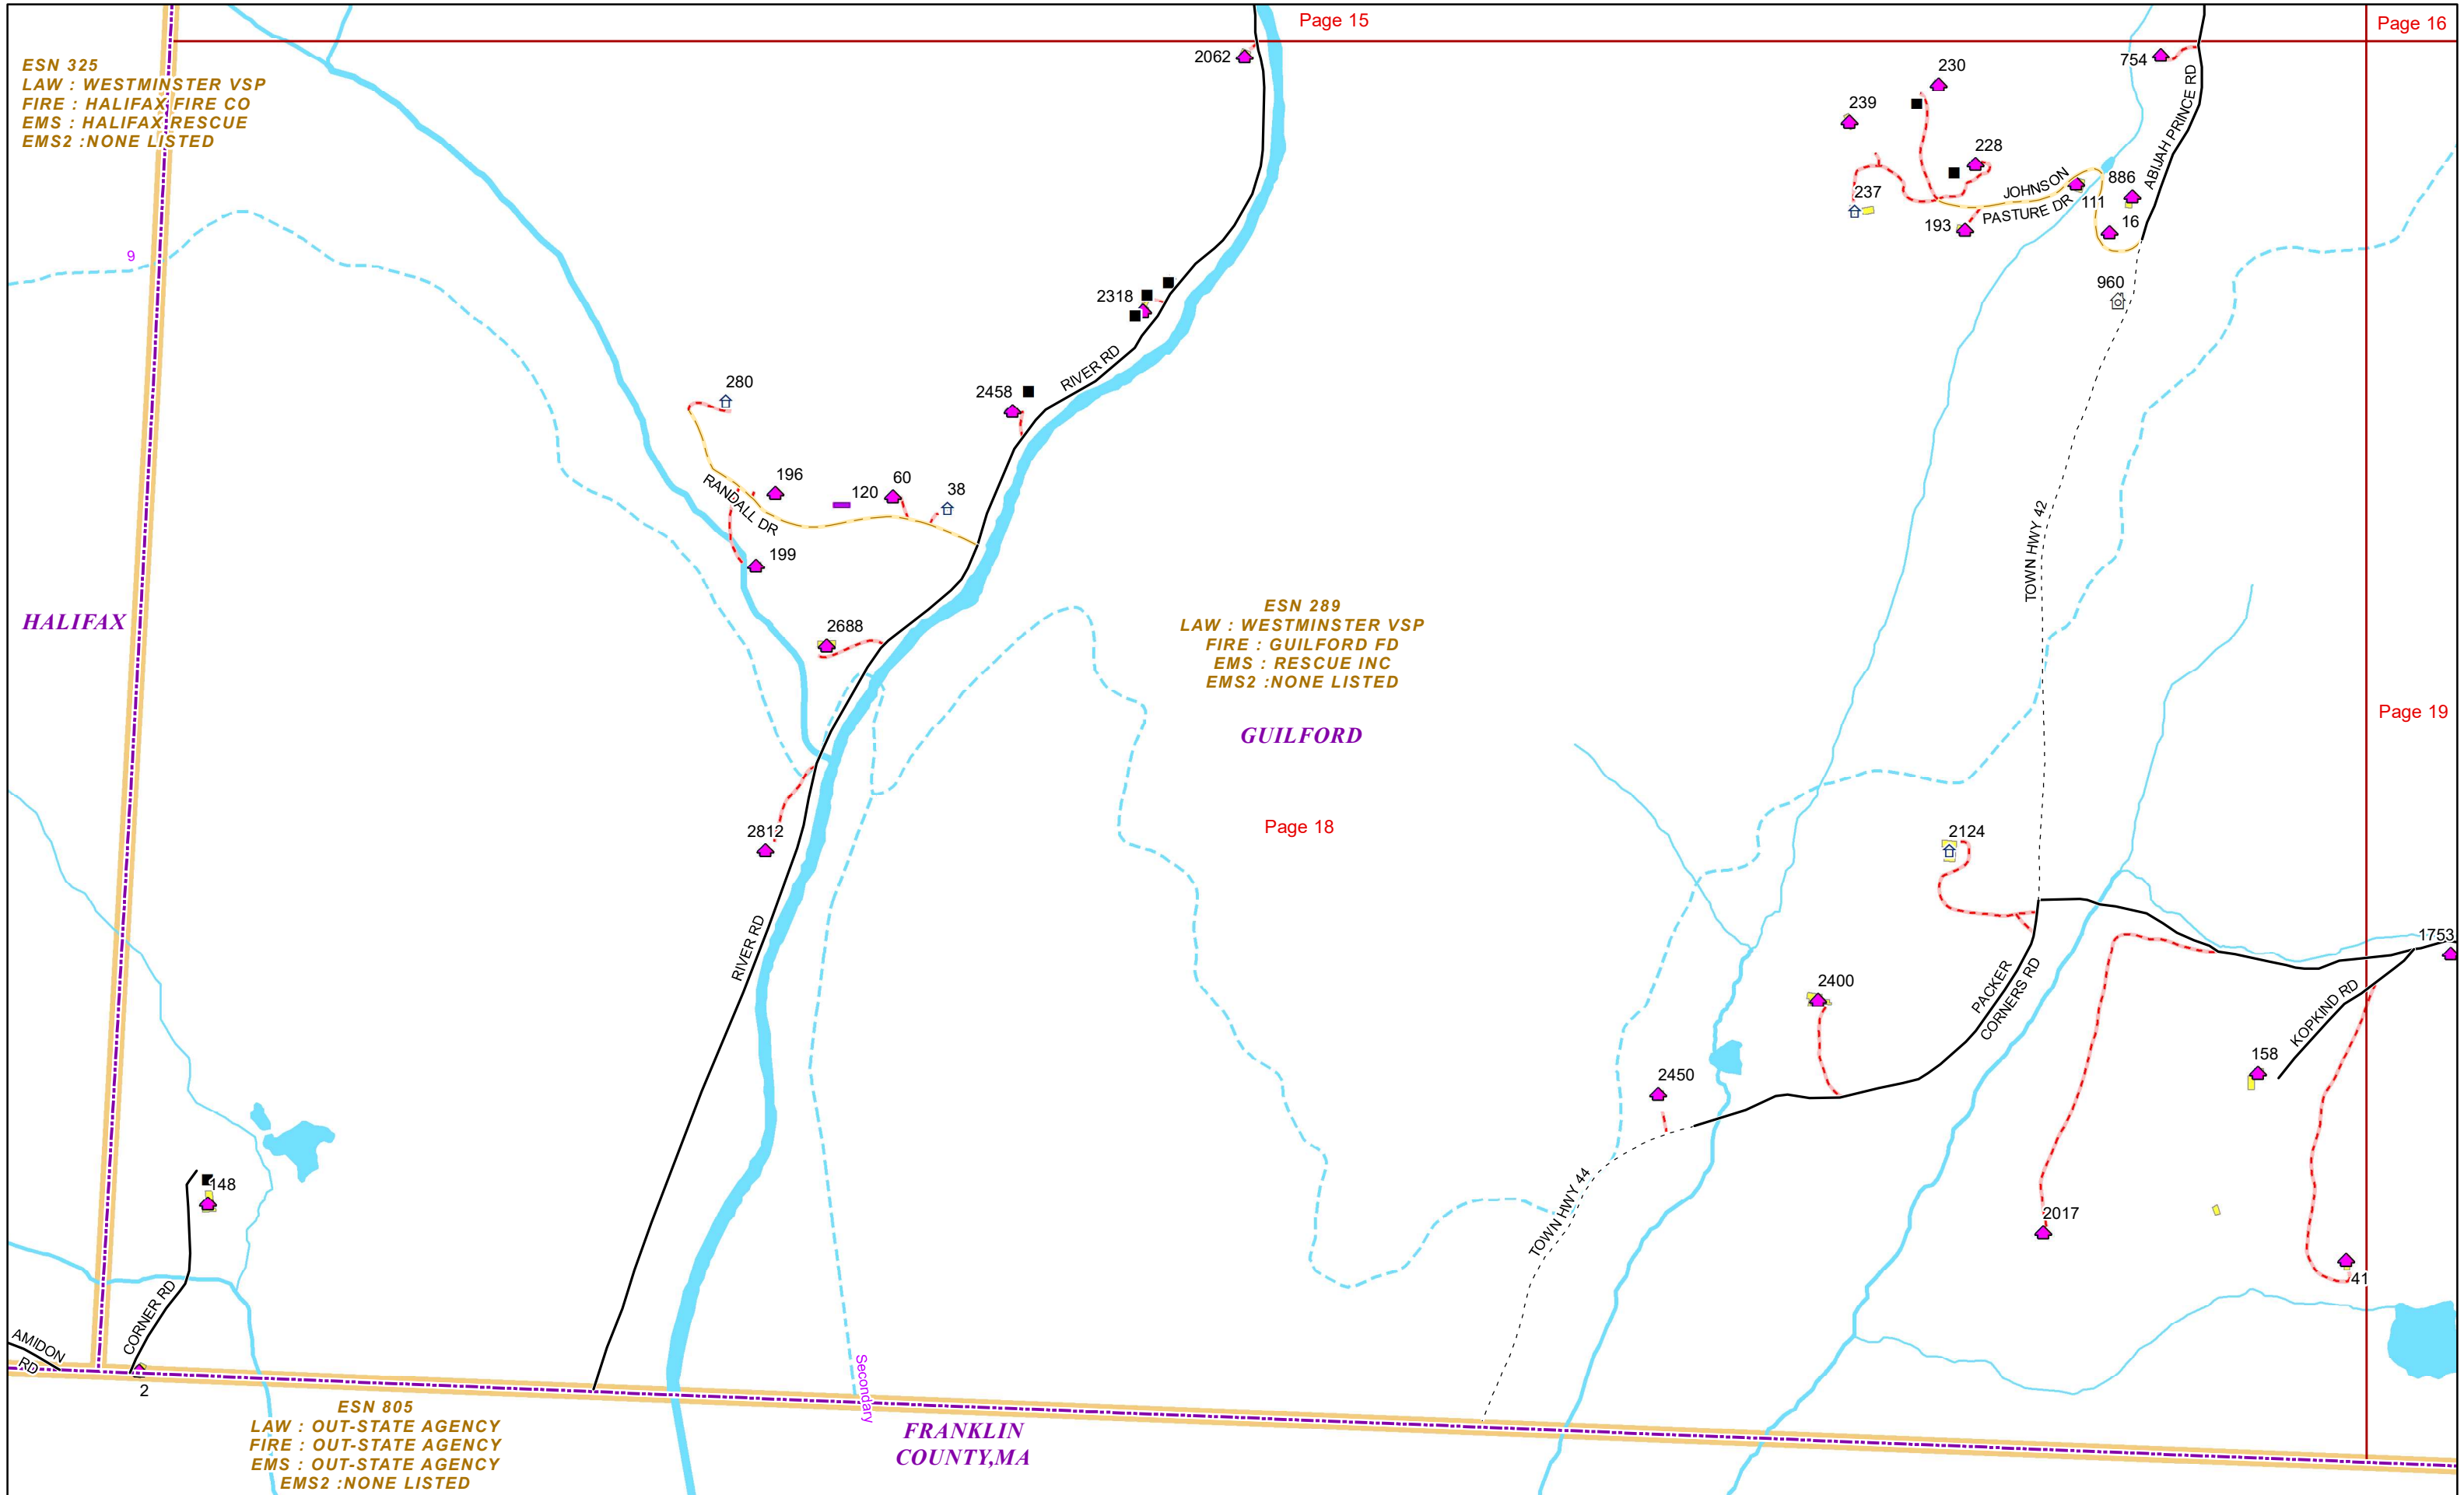 Page 15
Page 16
ESN 325
LAW : WESTMINSTER VSP
FIRE : HALIFAX FIRE CO
EMS : HALIFAX RESCUE
EMS2 :NONE LISTED
2062
754
230
239
ABIJAH PRINCE RD
228
237
JOHNSON
PASTURE DR
111
886
16
193
9
960
2318
RIVER RD
280
2458
196
120
60
38
RANDALL DR
199
TOWN HWY 42
HALIFAX
2688
ESN 289
LAW : WESTMINSTER VSP
FIRE : GUILFORD FD
EMS : RESCUE INC
EMS2 :NONE LISTED
GUILFORD
Page 19
Page 18
2812
2124
RIVER RD
1753
2400
PACKER
CORNERS RD
KOPKIND RD
158
2450
148
TOWN HWY 44
2017
41
CORNER RD
AMIDON
RD
2
Secondary
ESN 805
LAW : OUT-STATE AGENCY
FIRE : OUT-STATE AGENCY
EMS : OUT-STATE AGENCY
EMS2 :NONE LISTED
FRANKLIN
COUNTY,MA